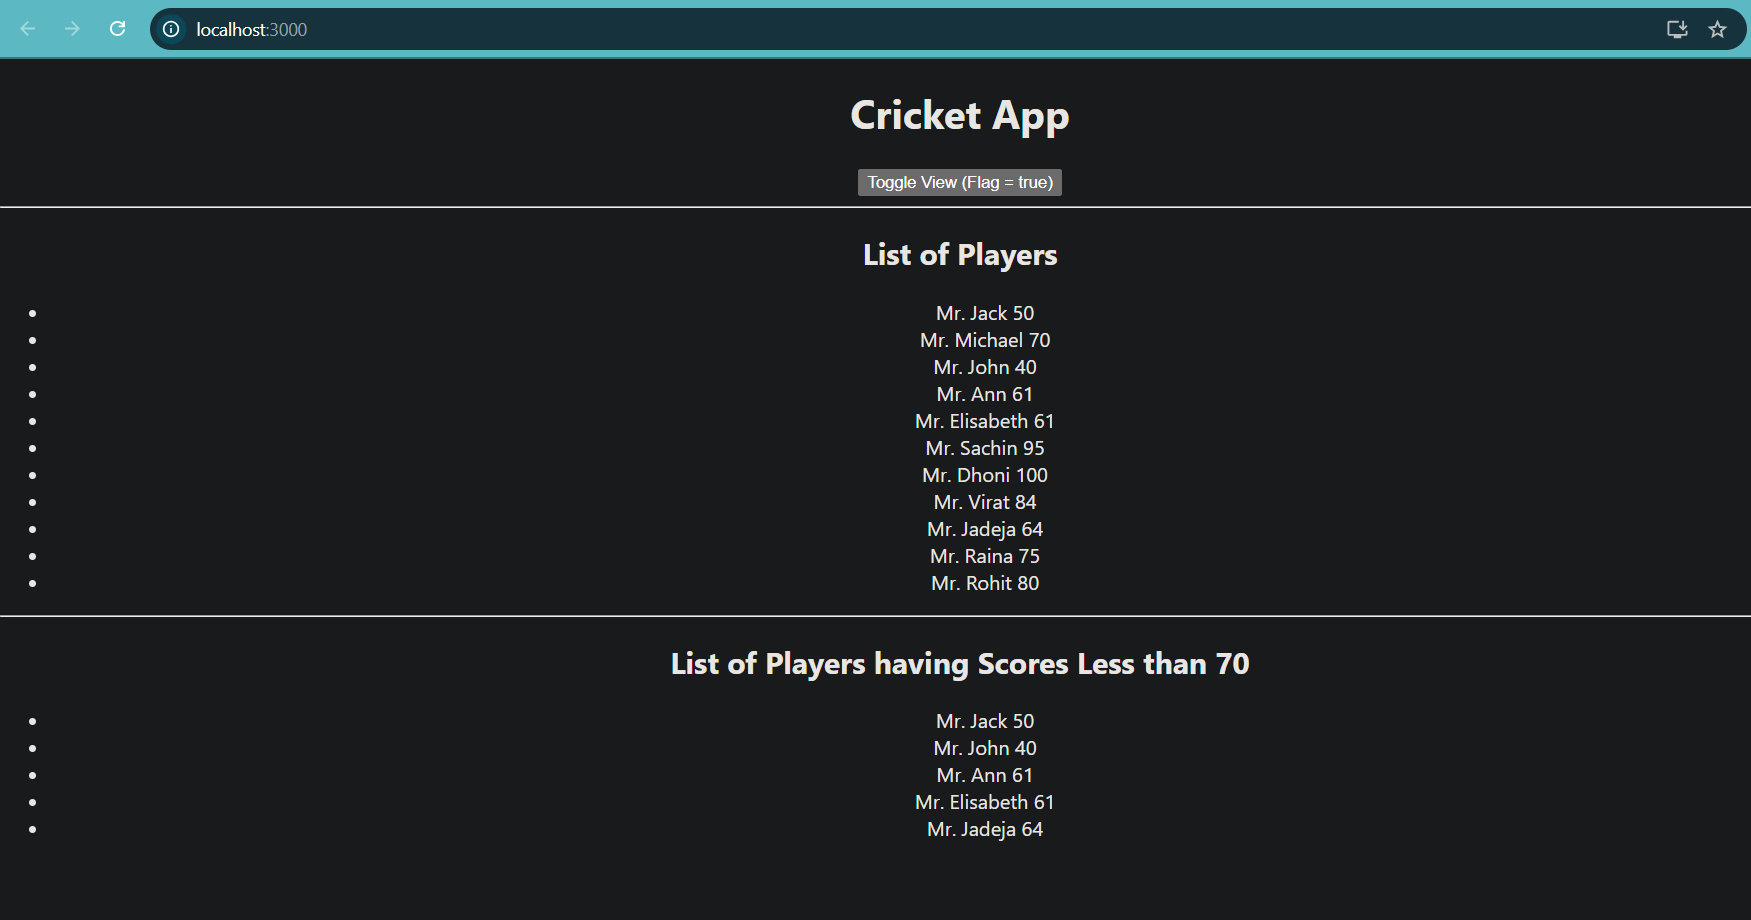 localhost:3000
Cricket App
Toggle View (Flag = true)
List of Players
Mr. Jack 50
Mr. Michael 70
Mr. John 40
Mr. Ann 61
Mr. Elisabeth 61
Mr. Sachin 95
Mr. Dhoni 100
Mr. Virat 84
Mr. Jadeja 64
Mr. Raina 75
Mr. Rohit 80
List of Players having Scores Less than 70
Mr. Jack 50
Mr. John 40
Mr. Ann 61
Mr. Elisabeth 61
Mr. Jadeja 64